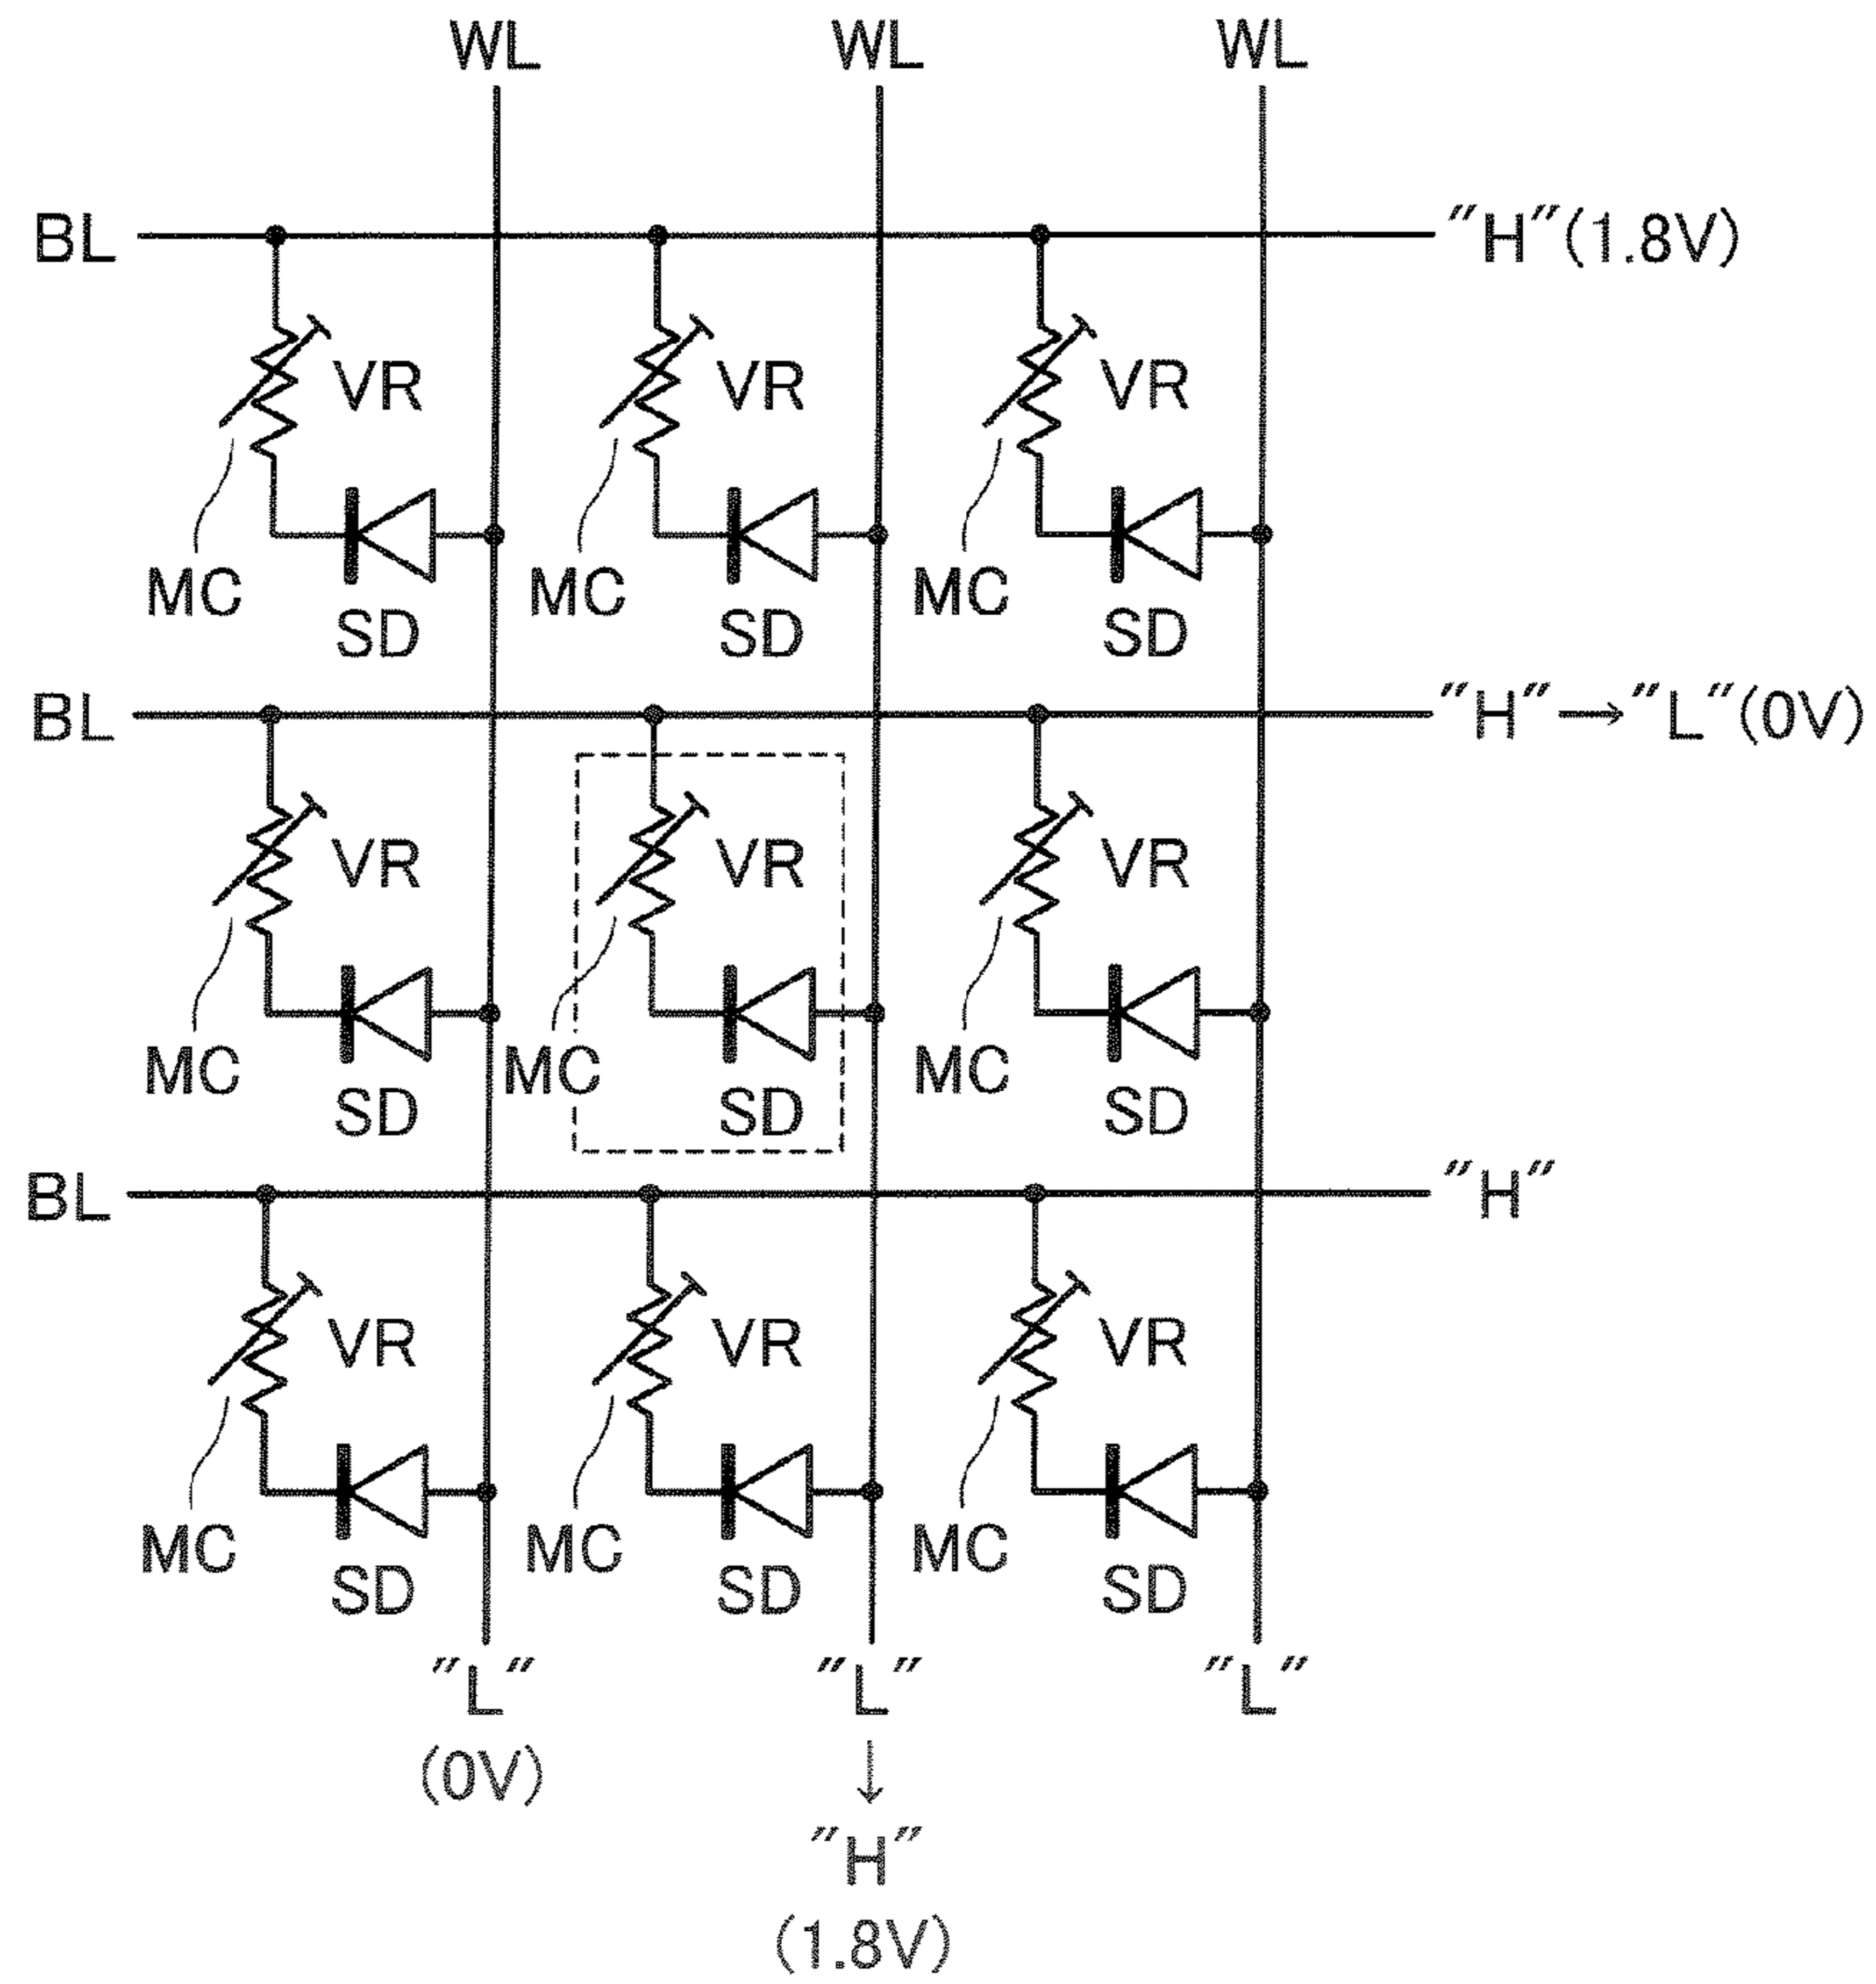 WL WL WL
BL "H"(1.8V)
VR VR VR
MC MC MC
SD SD SD
BL "H" → "L"(0V)
VR VR VR
MC MC MC
SD SD SD
BL "H"
VR VR VR
MC MC MC
SD SD SD
"L" "L" "L"
(0V) ↓
"H"
(1.8V)